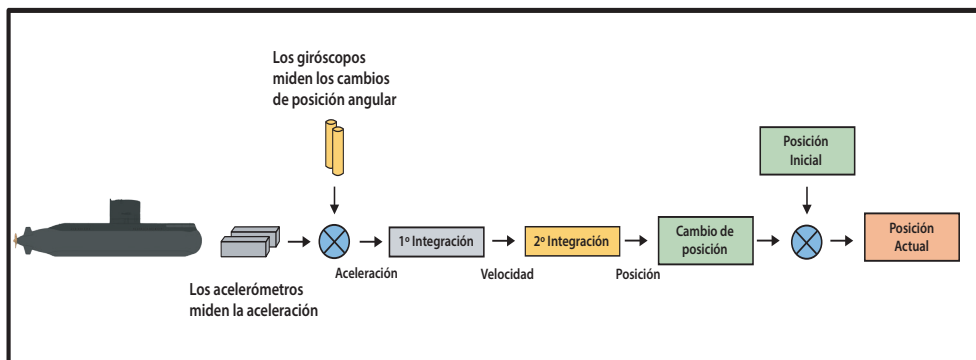 Los giróscopos
miden los cambios
de posición angular
Posición
Inicial
1º Integración
2º Integración
Cambio de
posición
Posición
Actual
Aceleración
Velocidad
Posición
Los acelerómetros
miden la aceleración